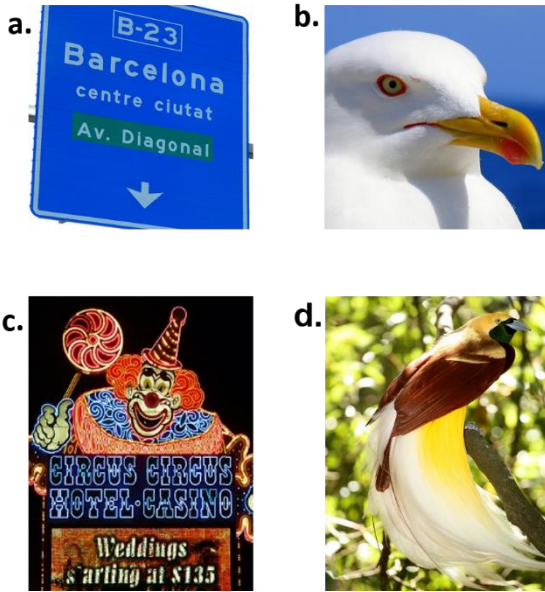 a.
B-23
Barcelona
centre ciutat
Av. Diagonal
b.
c.
CIRCUS CIRCUS
HOTEL·CASINO
Weddings
starting at $135
d.